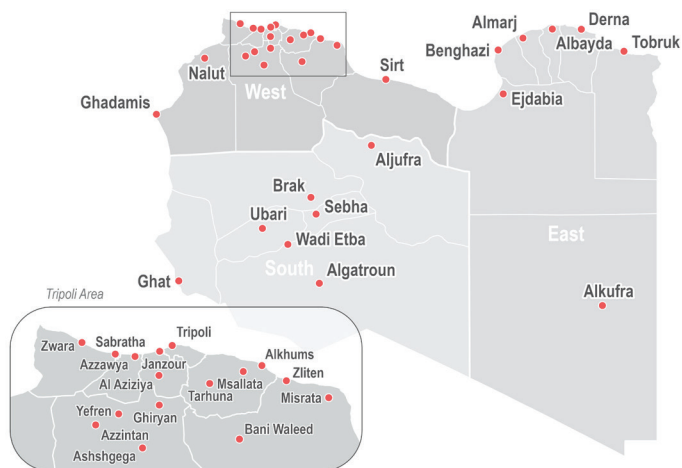 Almarj
Derna
Albayda
Benghazi
Tobruk
Nalut
West
Sirt
Ghadamis
Ejdabia
Aljufra
Brak
Sebha
Ubari
East
Wadi Etba
South
Algatroun
Ghat
Alkufra
Tripoli Area
Tripoli
Sabratha
Zwara
Alkhums
Azzawya
Janzour
Zliten
Al Aziziya
Msallata
Tarhuna
Misrata
Yefren
Ghiryan
Azzintan
Bani Waleed
Ashshgega